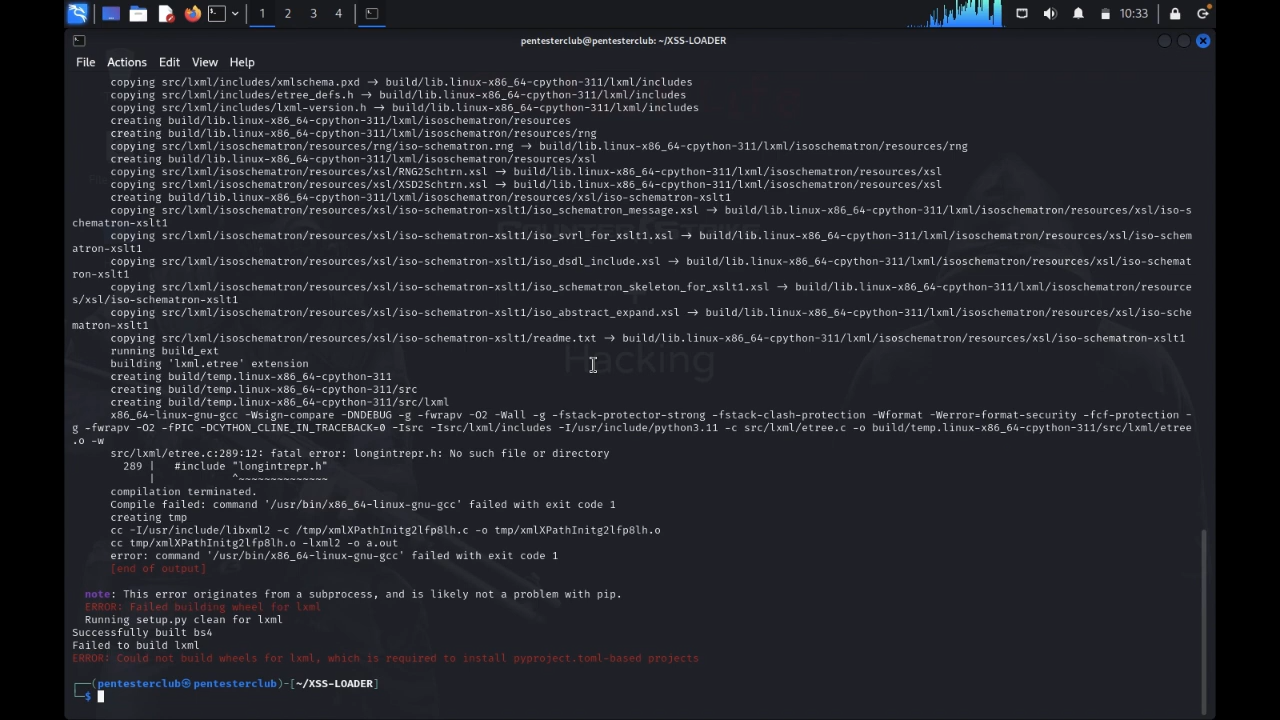 1 2 3 4 10:33
pentesterclub@pentesterclub: ~/XSS-LOADER
File Actions Edit View Help
copying src/lxml/includes/xmlschema.pxd → build/lib.linux-x86_64-cpython-311/lxml/includes
copying src/lxml/includes/etree_defs.h → build/lib.linux-x86_64-cpython-311/lxml/includes
copying src/lxml/includes/lxml-version.h → build/lib.linux-x86_64-cpython-311/lxml/includes
creating build/lib.linux-x86_64-cpython-311/lxml/isoschematron/resources
creating build/lib.linux-x86_64-cpython-311/lxml/isoschematron/resources/rng
copying src/lxml/isoschematron/resources/rng/iso-schematron.rng → build/lib.linux-x86_64-cpython-311/lxml/isoschematron/resources/rng
creating build/lib.linux-x86_64-cpython-311/lxml/isoschematron/resources/xsl
copying src/lxml/isoschematron/resources/xsl/RNG2Schtrn.xsl → build/lib.linux-x86_64-cpython-311/lxml/isoschematron/resources/xsl
copying src/lxml/isoschematron/resources/xsl/XSD2Schtrn.xsl → build/lib.linux-x86_64-cpython-311/lxml/isoschematron/resources/xsl
creating build/lib.linux-x86_64-cpython-311/lxml/isoschematron/resources/xsl/iso-schematron-xslt1
copying src/lxml/isoschematron/resources/xsl/iso-schematron-xslt1/iso_schematron_message.xsl → build/lib.linux-x86_64-cpython-311/lxml/isoschematron/resources/xsl/iso-s
chematron-xslt1
copying src/lxml/isoschematron/resources/xsl/iso-schematron-xslt1/iso_svrl_for_xslt1.xsl → build/lib.linux-x86_64-cpython-311/lxml/isoschematron/resources/xsl/iso-schem
atron-xslt1
copying src/lxml/isoschematron/resources/xsl/iso-schematron-xslt1/iso_dsdl_include.xsl → build/lib.linux-x86_64-cpython-311/lxml/isoschematron/resources/xsl/iso-schemat
ron-xslt1
copying src/lxml/isoschematron/resources/xsl/iso-schematron-xslt1/iso_schematron_skeleton_for_xslt1.xsl → build/lib.linux-x86_64-cpython-311/lxml/isoschematron/resource
s/xsl/iso-schematron-xslt1
copying src/lxml/isoschematron/resources/xsl/iso-schematron-xslt1/iso_abstract_expand.xsl → build/lib.linux-x86_64-cpython-311/lxml/isoschematron/resources/xsl/iso-sche
matron-xslt1
copying src/lxml/isoschematron/resources/xsl/iso-schematron-xslt1/readme.txt → build/lib.linux-x86_64-cpython-311/lxml/isoschematron/resources/xsl/iso-schematron-xslt1
running build_ext
Hacking
building 'lxml.etree' extension
creating build/temp.linux-x86_64-cpython-311
creating build/temp.linux-x86_64-cpython-311/src
creating build/temp.linux-x86_64-cpython-311/src/lxml
x86_64-linux-gnu-gcc -Wsign-compare -DNDEBUG -g -fwrapv -O2 -Wall -g -fstack-protector-strong -fstack-clash-protection -Wformat -Werror=format-security -fcf-protection -
g -fwrapv -O2 -fPIC -DCYTHON_CLINE_IN_TRACEBACK=0 -Isrc -Isrc/lxml/includes -I/usr/include/python3.11 -c src/lxml/etree.c -o build/temp.linux-x86_64-cpython-311/src/lxml/etree
.o -w
src/lxml/etree.c:289:12: fatal error: longintrepr.h: No such file or directory
289 | #include "longintrepr.h"
| ^~~~~~~~~~~~~~~
compilation terminated.
Compile failed: command '/usr/bin/x86_64-linux-gnu-gcc' failed with exit code 1
creating tmp
cc -I/usr/include/libxml2 -c /tmp/xmlXPathInitg2lfp8lh.c -o tmp/xmlXPathInitg2lfp8lh.o
cc tmp/xmlXPathInitg2lfp8lh.o -lxml2 -o a.out
error: command '/usr/bin/x86_64-linux-gnu-gcc' failed with exit code 1
[end of output]
note: This error originates from a subprocess, and is likely not a problem with pip.
ERROR: Failed building wheel for lxml
Running setup.py clean for lxml
Successfully built bs4
Failed to build lxml
ERROR: Could not build wheels for lxml, which is required to install pyproject.toml-based projects
┌──(pentesterclub㉿pentesterclub)-[~/XSS-LOADER]
└─$